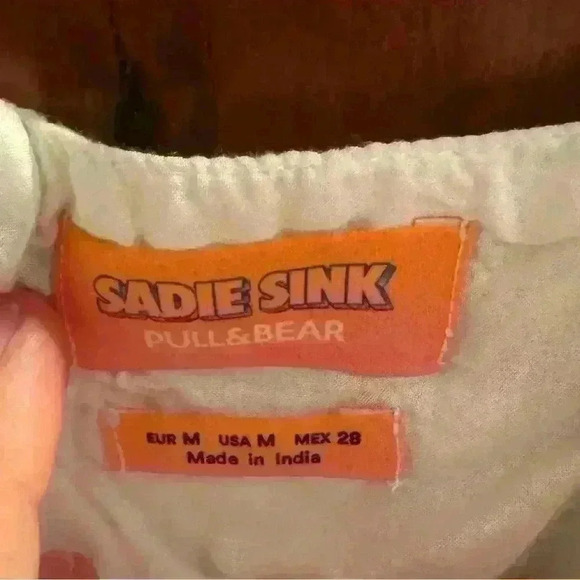 SADIE SINK
PULL&BEAR
EUR M USA M MEX 28
Made in India